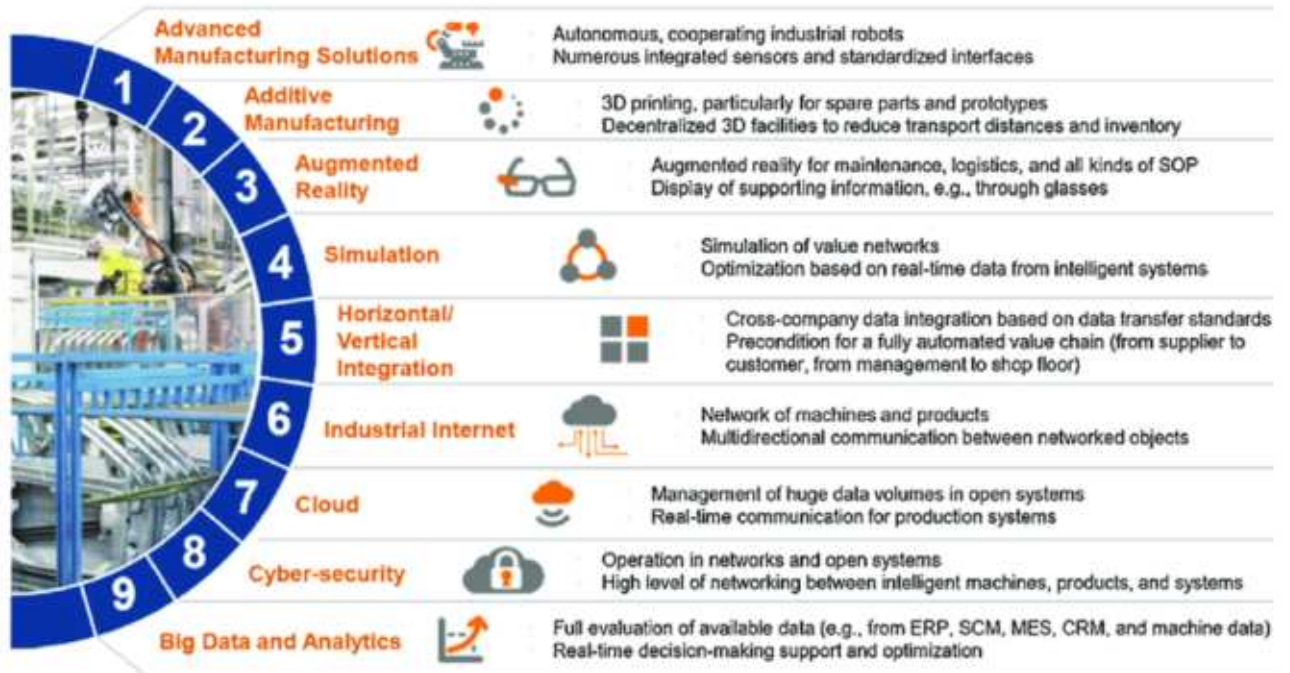 1
Advanced
Manufacturing Solutions
Autonomous, cooperating industrial robots
Numerous integrated sensors and standardized interfaces
2
Additive
Manufacturing
3D printing, particularly for spare parts and prototypes
Decentralized 3D facilities to reduce transport distances and inventory
3
Augmented
Reality
Augmented reality for maintenance, logistics, and all kinds of SOP
Display of supporting information, e.g., through glasses
4
Simulation
Simulation of value networks
Optimization based on real-time data from intelligent systems
5
Horizontal/
Vertical
Integration
Cross-company data integration based on data transfer standards
Precondition for a fully automated value chain (from supplier to
customer, from management to shop floor)
6
Industrial Internet
Network of machines and products
Multidirectional communication between networked objects
7
Cloud
Management of huge data volumes in open systems
Real-time communication for production systems
8
Cyber-security
Operation in networks and open systems
High level of networking between intelligent machines, products, and systems
9
Big Data and Analytics
Full evaluation of available data (e.g., from ERP, SCM, MES, CRM, and machine data)
Real-time decision-making support and optimization